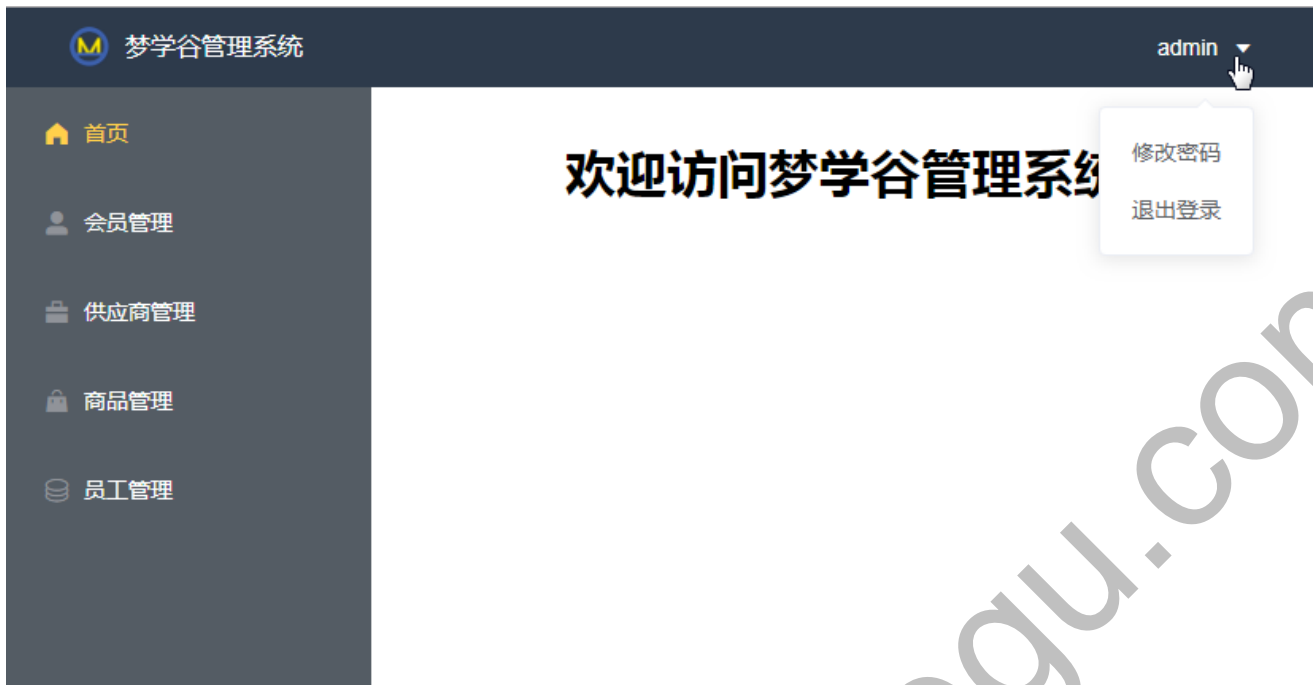 梦学谷管理系统
admin
首页
会员管理
供应商管理
商品管理
员工管理
欢迎访问梦学谷管理系
修改密码
退出登录
gu.co